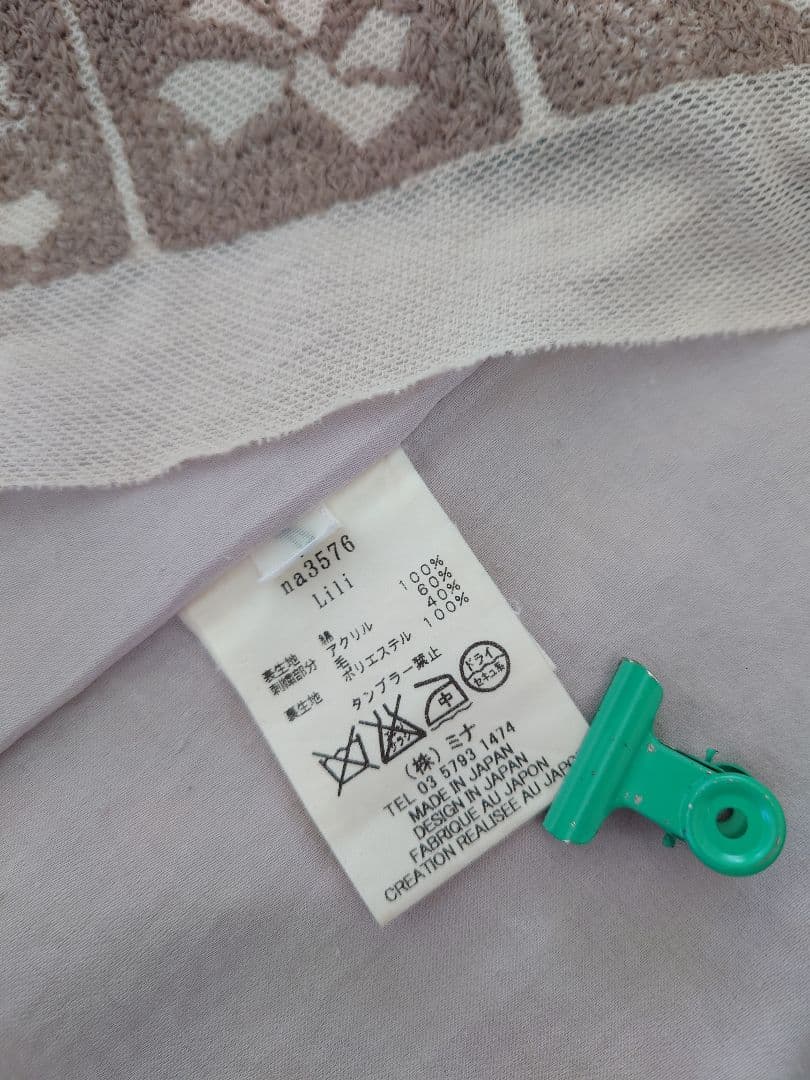 na3576
Lili
表生地 綿 100%
刺繍部分 アクリル 60%
毛 40%
裏生地 ポリエステル 100%
タンブラー禁止
中 ドライ セキユ系
(株)ミナ
TEL 03 5793 1474
MADE IN JAPAN
DESIGN IN JAPAN
FABRIQUE AU JAPON
CREATION REALISEE AU JAPO